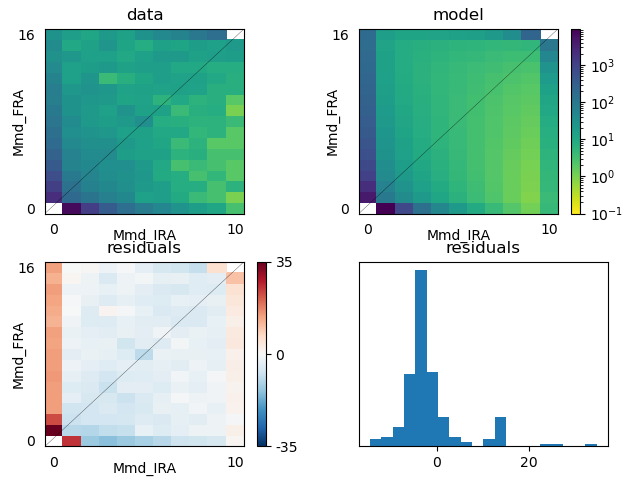 data
model
16
16
Mmd_FRA
Mmd_FRA
10³
10²
10¹
10⁰
10⁻¹
0
0
0
10
0
10
Mmd_IRA
Mmd_IRA
residuals
residuals
16
35
Mmd_FRA
0
0
-35
0
10
0
20
Mmd_IRA